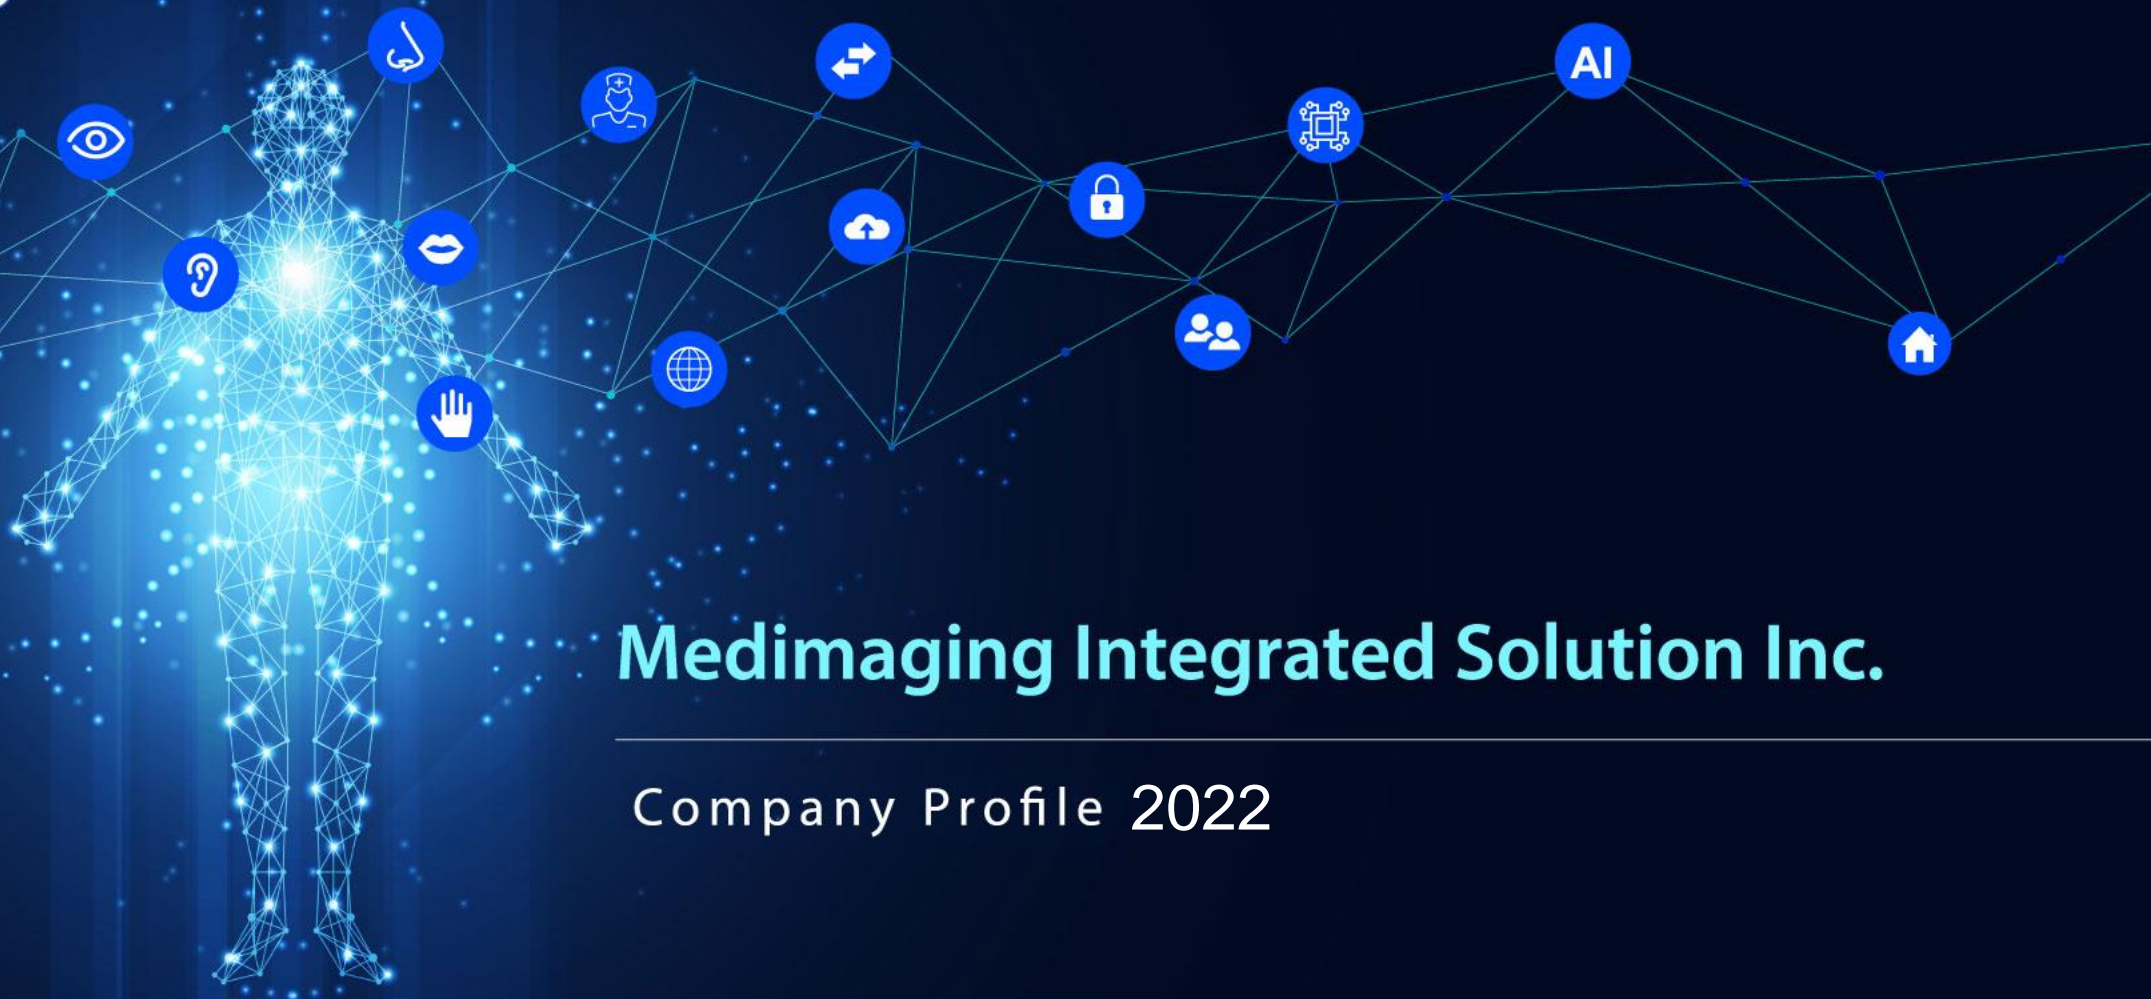 AI
Medimaging Integrated Solution Inc.
Company Profile 2022